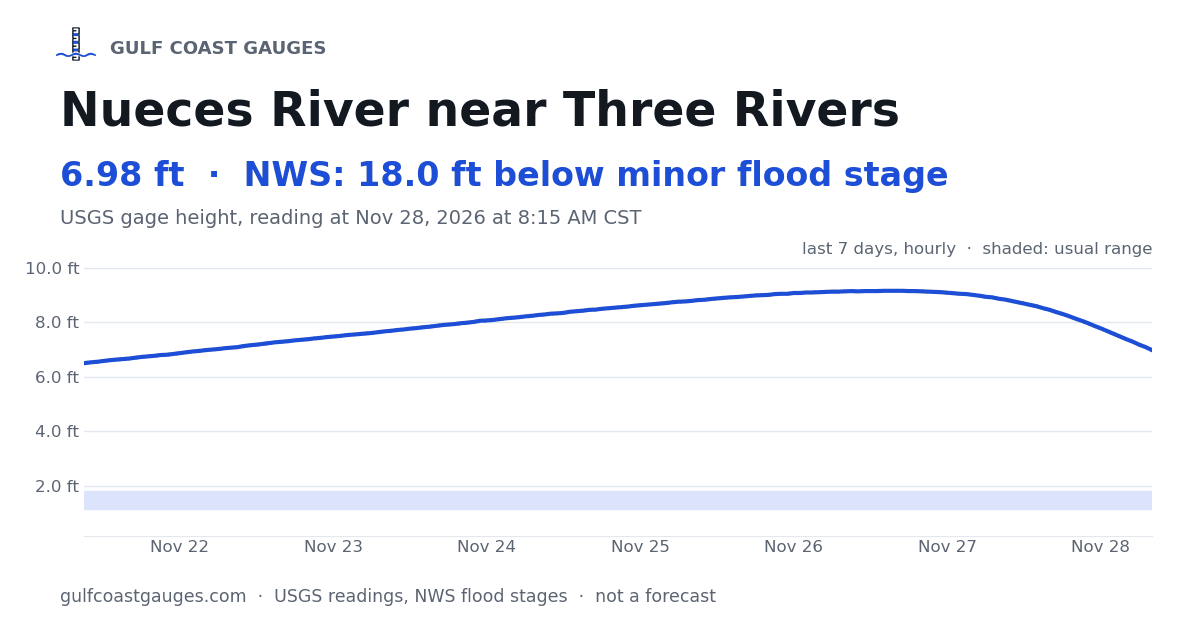 GULF COAST GAUGES
Nueces River near Three Rivers
6.98 ft · NWS: 18.0 ft below minor flood stage
USGS gage height, reading at Nov 28, 2026 at 8:15 AM CST
last 7 days, hourly · shaded: usual range
10.0 ft
8.0 ft
6.0 ft
4.0 ft
2.0 ft
Nov 22 Nov 23 Nov 24 Nov 25 Nov 26 Nov 27 Nov 28
gulfcoastgauges.com · USGS readings, NWS flood stages · not a forecast